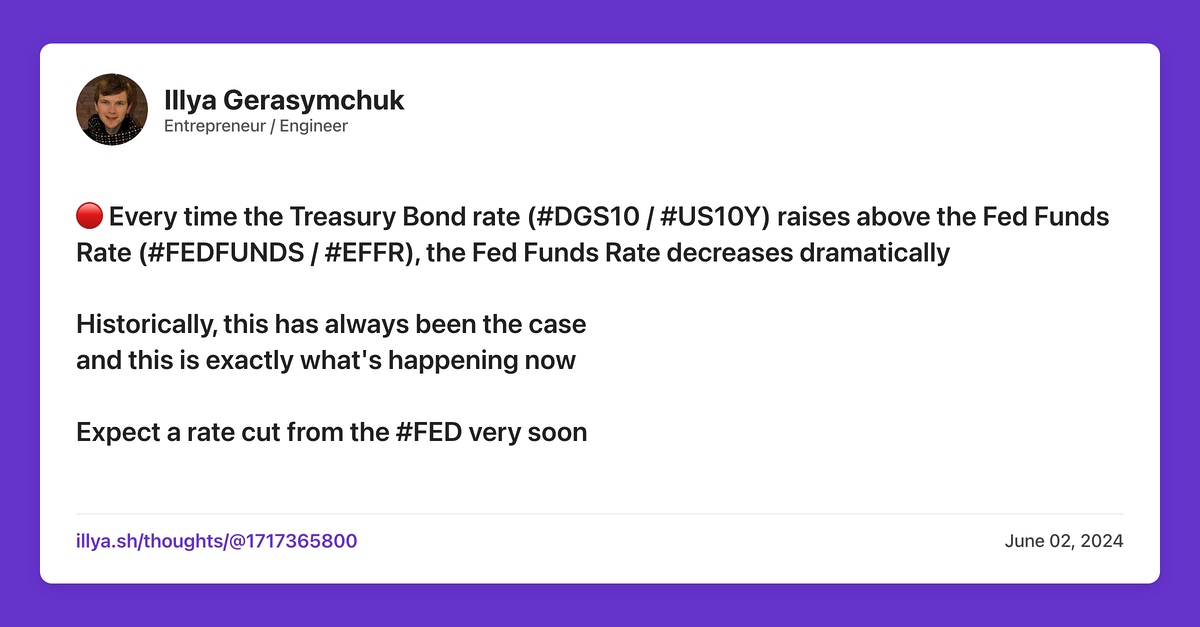 Illya Gerasymchuk
Entrepreneur / Engineer
🔴 Every time the Treasury Bond rate (#DGS10 / #US10Y) raises above the Fed Funds
Rate (#FEDFUNDS / #EFFR), the Fed Funds Rate decreases dramatically
Historically, this has always been the case
and this is exactly what's happening now
Expect a rate cut from the #FED very soon
illya.sh/thoughts/@1717365800
June 02, 2024